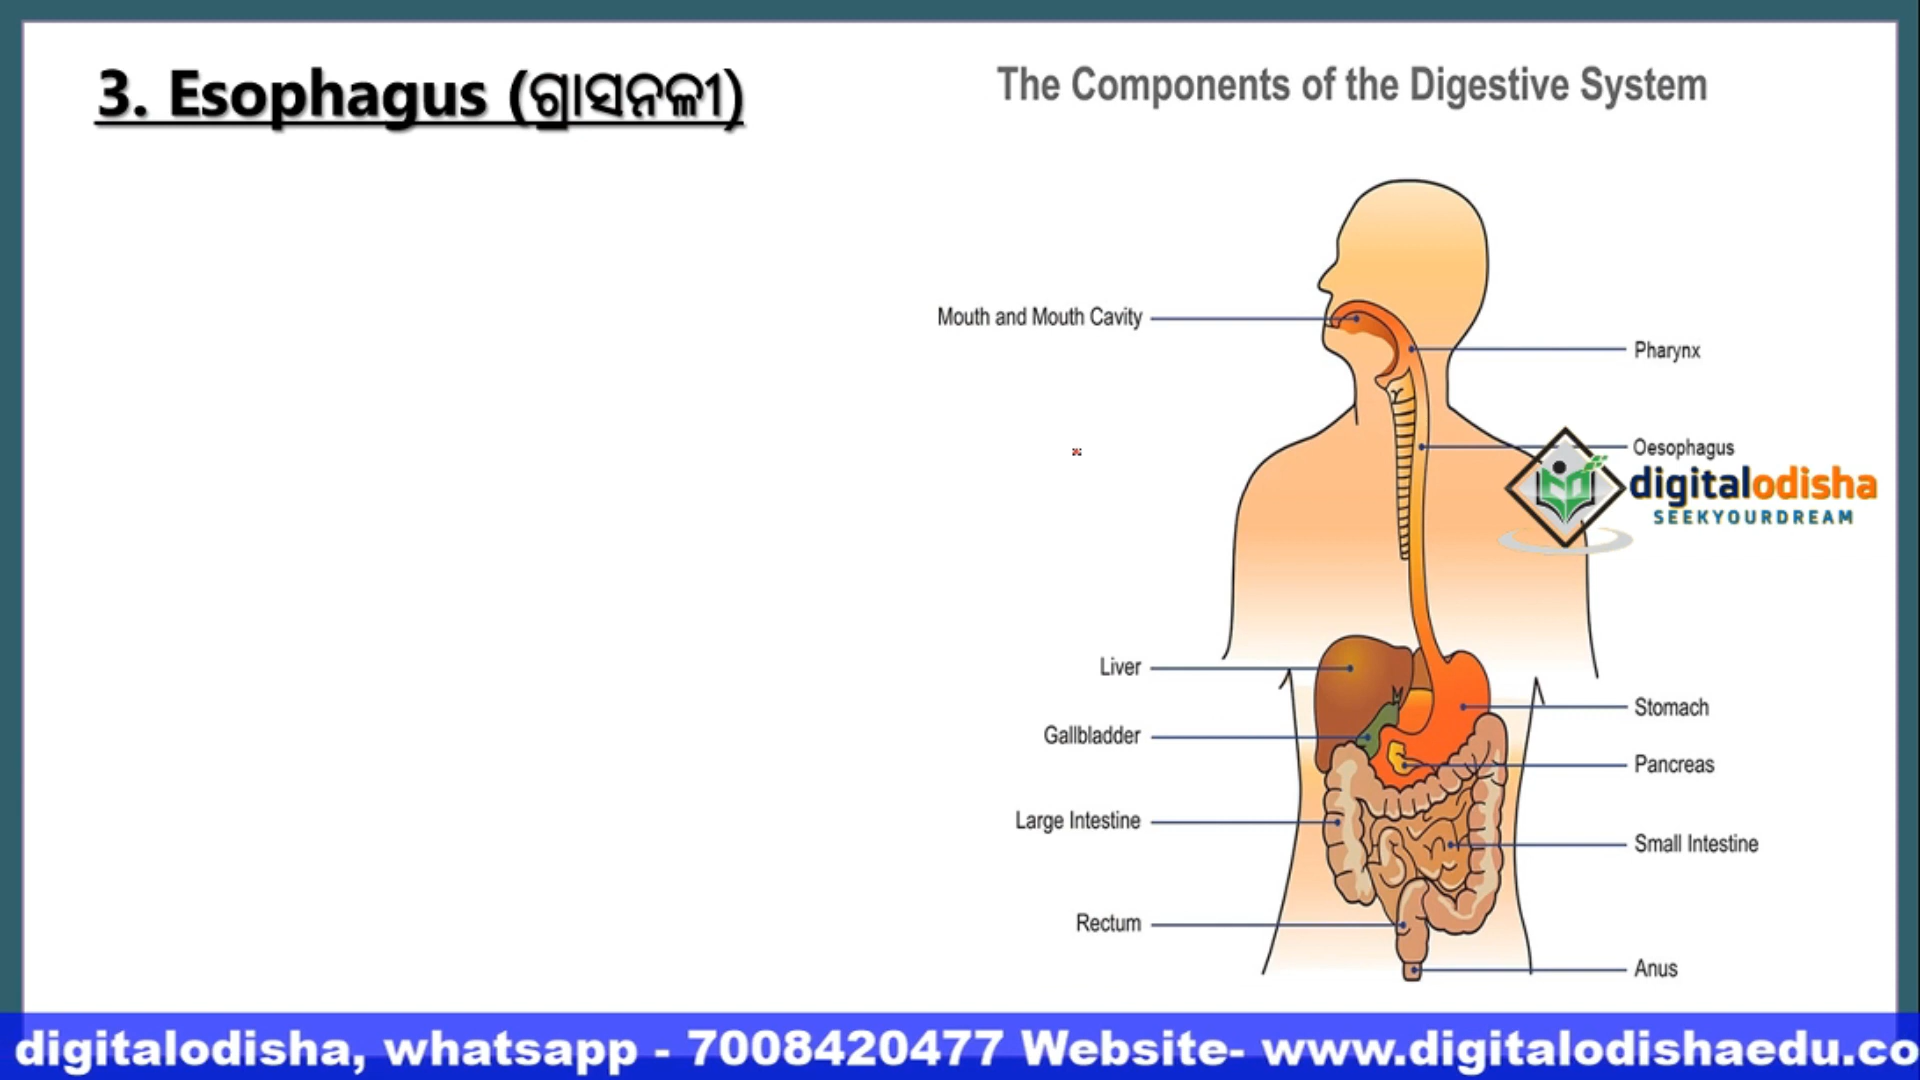 3. Esophagus (ଗ୍ରାସନଳୀ)
The Components of the Digestive System
Mouth and Mouth Cavity
Pharynx
Oesophagus
digitalodisha
SEEKYOURDREAM
Liver
Stomach
Gallbladder
Pancreas
Large Intestine
Small Intestine
Rectum
Anus
digitalodisha, whatsapp - 7008420477 Website- www.digitalodishaedu.co